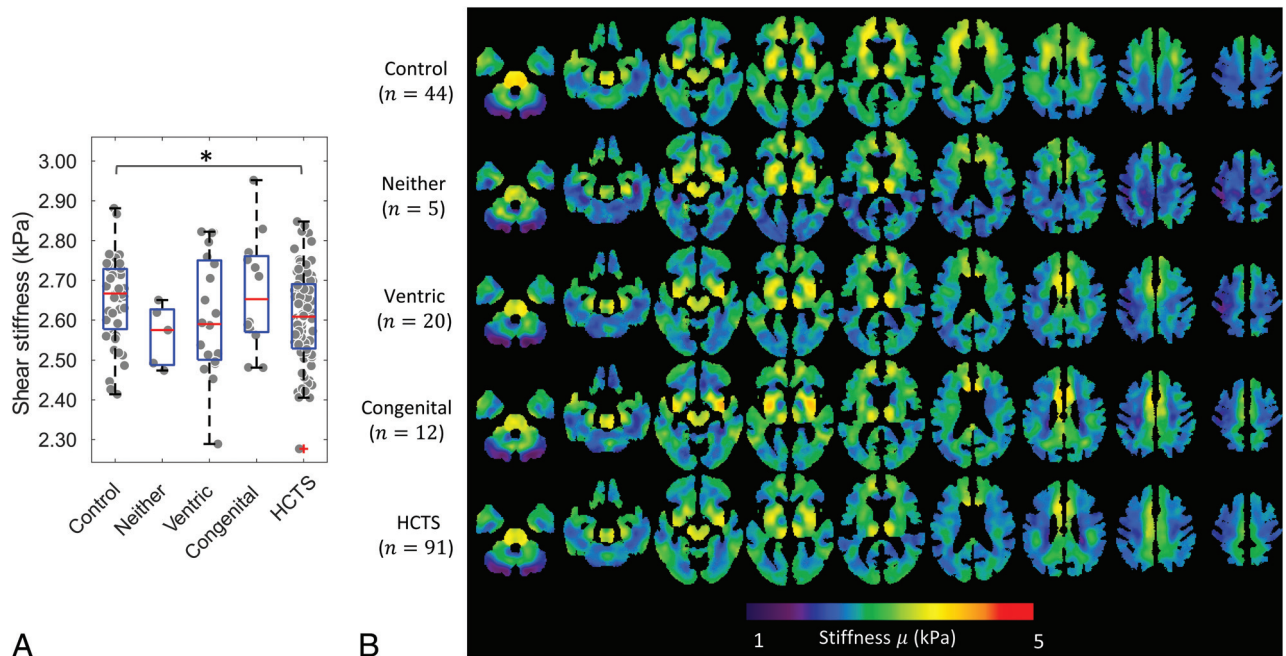 *
3.00
2.90
2.80
2.70
2.60
2.50
2.40
2.30
Shear stiffness (kPa)
Control
Neither
Ventric
Congenital
HCTS
A
Control
(n = 44)
Neither
(n = 5)
Ventric
(n = 20)
Congenital
(n = 12)
HCTS
(n = 91)
1 Stiffness μ (kPa) 5
B